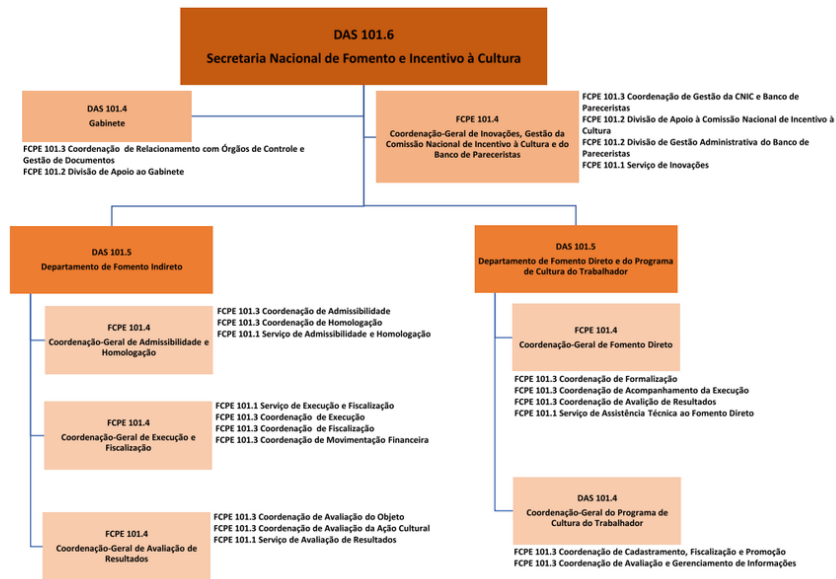 DAS 101.6
Secretaria Nacional de Fomento e Incentivo à Cultura
DAS 101.4
Gabinete
FCPE 101.3 Coordenação de Relacionamento com Órgãos de Controle e
Gestão de Documentos
FCPE 101.2 Divisão de Apoio ao Gabinete
FCPE 101.4
Coordenação-Geral de Inovações, Gestão da
Comissão Nacional de Incentivo à Cultura e do
Banco de Pareceristas
FCPE 101.3 Coordenação de Gestão da CNIC e Banco de
Pareceristas
FCPE 101.2 Divisão de Apoio à Comissão Nacional de Incentivo à
Cultura
FCPE 101.2 Divisão de Gestão Administrativa do Banco de
Pareceristas
FCPE 101.1 Serviço de Inovações
DAS 101.5
Departamento de Fomento Indireto
FCPE 101.4
Coordenação-Geral de Admissibilidade e
Homologação
FCPE 101.3 Coordenação de Admissibilidade
FCPE 101.3 Coordenação de Homologação
FCPE 101.1 Serviço de Admissibilidade e Homologação
FCPE 101.4
Coordenação-Geral de Execução e
Fiscalização
FCPE 101.1 Serviço de Execução e Fiscalização
FCPE 101.3 Coordenação de Execução
FCPE 101.3 Coordenação de Fiscalização
FCPE 101.3 Coordenação de Movimentação Financeira
FCPE 101.4
Coordenação-Geral de Avaliação de
Resultados
FCPE 101.3 Coordenação de Avaliação do Objeto
FCPE 101.3 Coordenação de Avaliação da Ação Cultural
FCPE 101.1 Serviço de Avaliação de Resultados
DAS 101.5
Departamento de Fomento Direto e do Programa
de Cultura do Trabalhador
FCPE 101.4
Coordenação-Geral de Fomento Direto
FCPE 101.3 Coordenação de Formalização
FCPE 101.3 Coordenação de Acompanhamento da Execução
FCPE 101.3 Coordenação de Avalição de Resultados
FCPE 101.1 Serviço de Assistência Técnica ao Fomento Direto
DAS 101.4
Coordenação-Geral do Programa de
Cultura do Trabalhador
FCPE 101.3 Coordenação de Cadastramento, Fiscalização e Promoção
FCPE 101.3 Coordenação de Avaliação e Gerenciamento de Informações